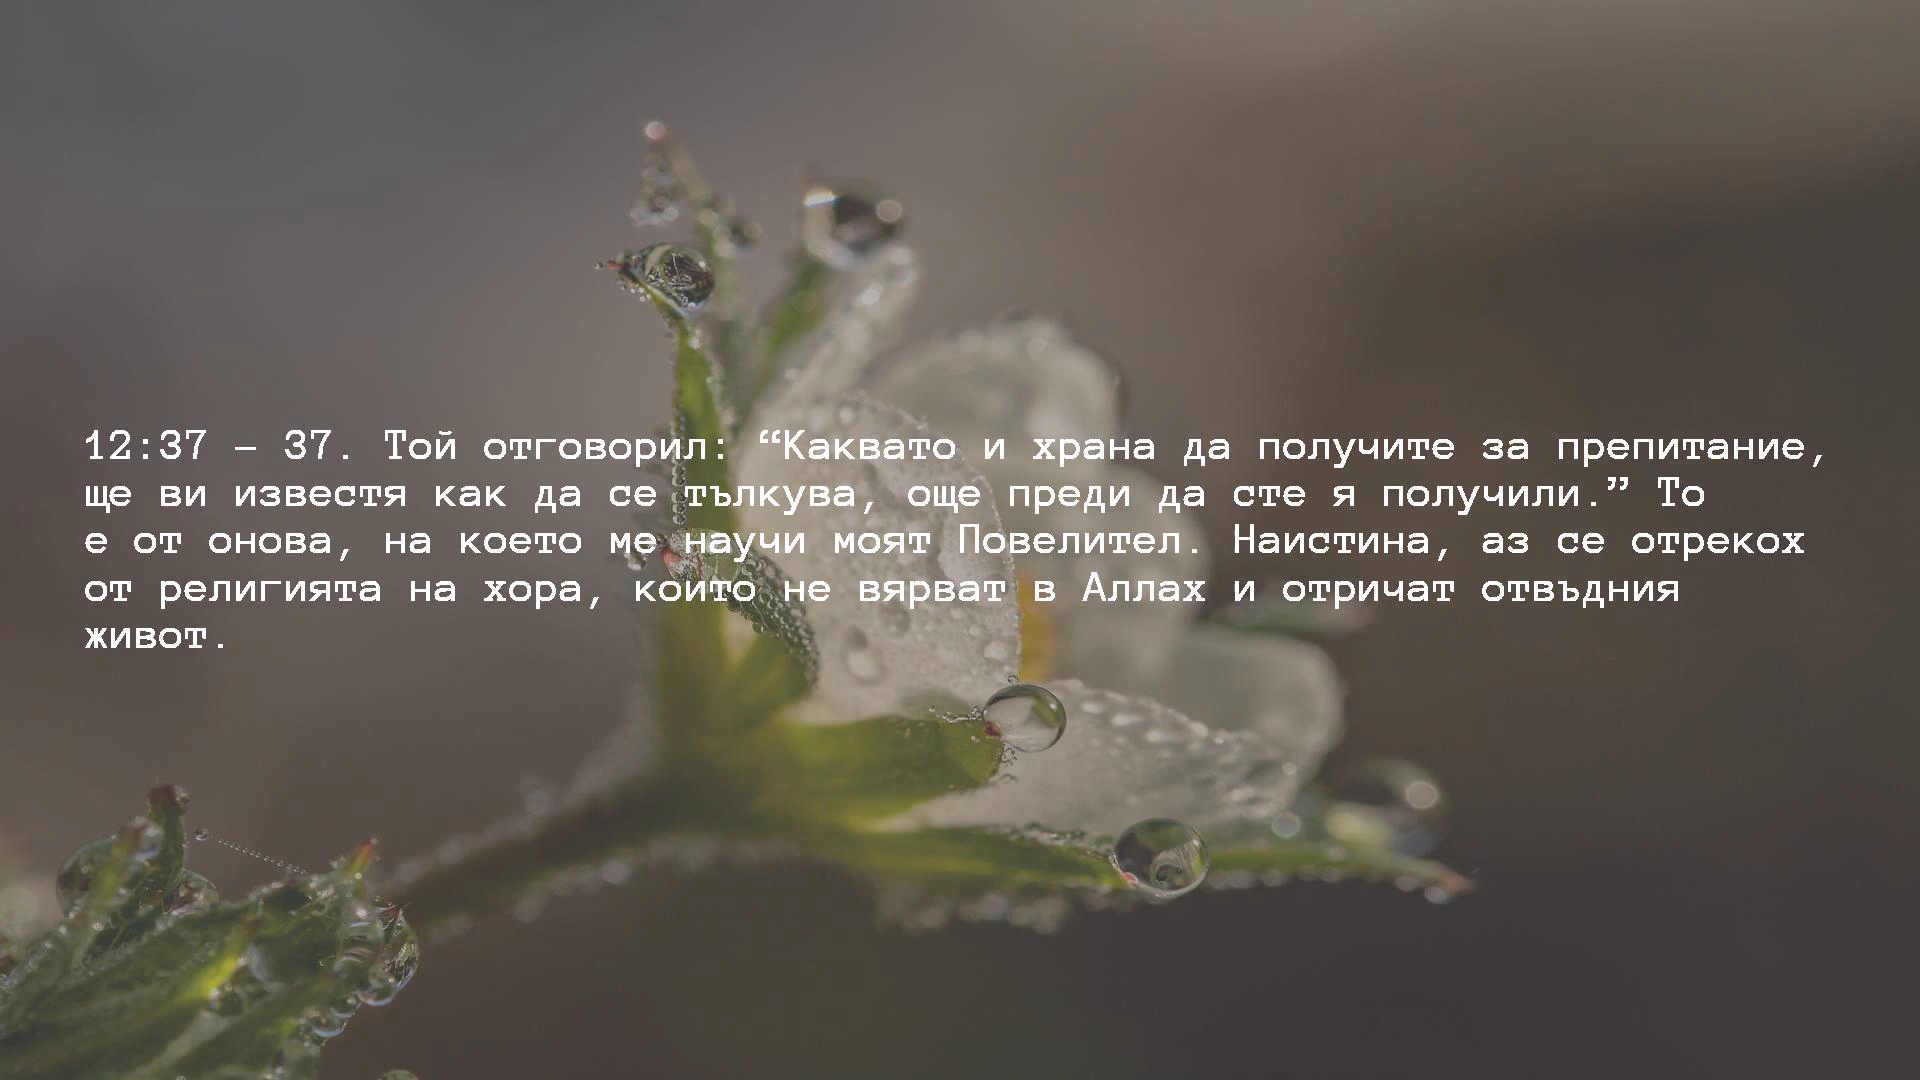 12:37 – 37. Той отговорил: “Каквато и храна да получите за препитание,
ще ви известя как да се тълкува, още преди да сте я получили.” То
е от онова, на което ме научи моят Повелител. Наистина, аз се отрекох
от религията на хора, които не вярват в Аллах и отричат отвъдния
живот.